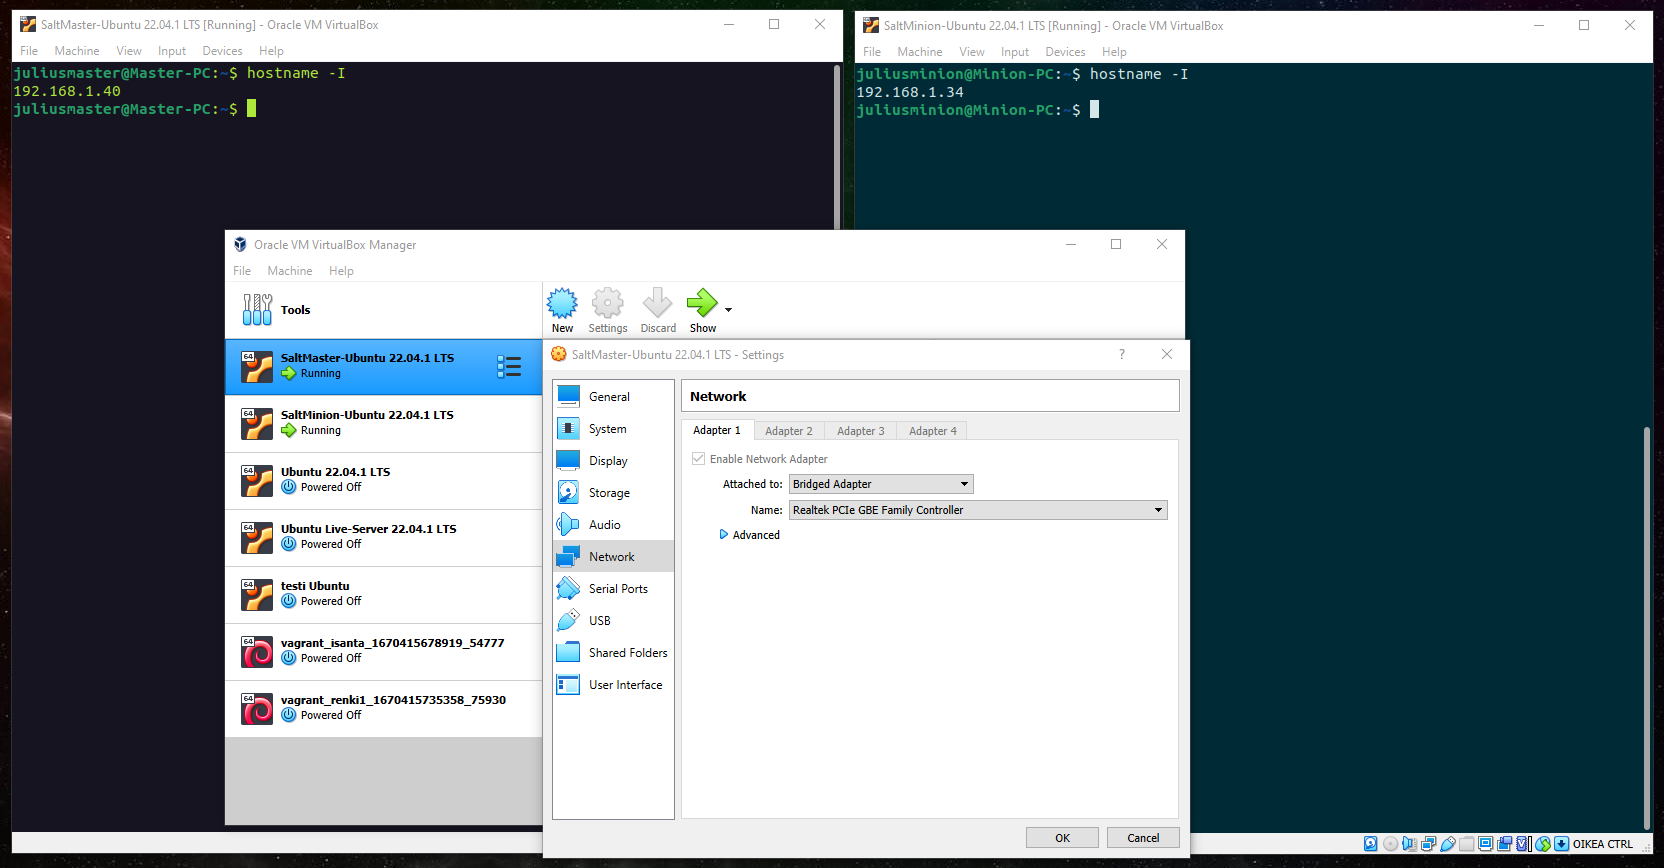 SaltMaster-Ubuntu 22.04.1 LTS [Running] - Oracle VM VirtualBox
File Machine View Input Devices Help
juliusmaster@Master-PC:~$ hostname -I
192.168.1.40
juliusmaster@Master-PC:~$
SaltMinion-Ubuntu 22.04.1 LTS [Running] - Oracle VM VirtualBox
File Machine View Input Devices Help
juliusminion@Minion-PC:~$ hostname -I
192.168.1.34
juliusminion@Minion-PC:~$
Oracle VM VirtualBox Manager
File Machine Help
Tools
New Settings Discard Show
64 SaltMaster-Ubuntu 22.04.1 LTS
Running
64 SaltMinion-Ubuntu 22.04.1 LTS
Running
64 Ubuntu 22.04.1 LTS
Powered Off
64 Ubuntu Live-Server 22.04.1 LTS
Powered Off
64 testi Ubuntu
Powered Off
64 vagrant_isanta_1670415678919_54777
Powered Off
64 vagrant_renki1_1670415735358_75930
Powered Off
SaltMaster-Ubuntu 22.04.1 LTS - Settings
?
General
System
Display
Storage
Audio
Network
Serial Ports
USB
Shared Folders
User Interface
Network
Adapter 1 Adapter 2 Adapter 3 Adapter 4
Enable Network Adapter
Attached to: Bridged Adapter
Name: Realtek PCIe GBE Family Controller
Advanced
OK Cancel
OIKEA CTRL